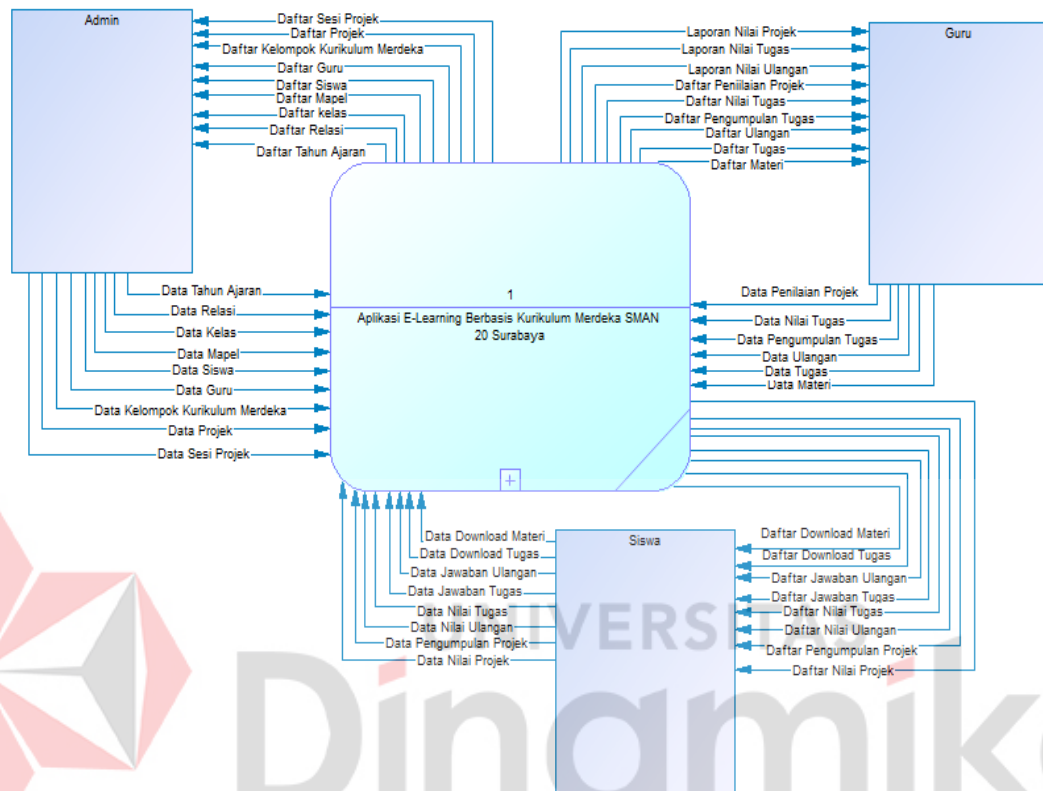 Admin
Daftar Sesi Projek
Daftar Projek
Daftar Kelompok Kurikulum Merdeka
Daftar Guru
Daftar Siswa
Daftar Mapel
Daftar kelas
Daftar Relasi
Daftar Tahun Ajaran
Laporan Nilai Projek
Laporan Nilai Tugas
Laporan Nilai Ulangan
Daftar Peniilaian Projek
Daftar Nilai Tugas
Daftar Pengumpulan Tugas
Daftar Ulangan
Daftar Tugas
Daftar Materi
Guru
Data Tahun Ajaran
Data Relasi
Data Kelas
Data Mapel
Data Siswa
Data Guru
Data Kelompok Kurikulum Merdeka
Data Projek
Data Sesi Projek
1
Aplikasi E-Learning Berbasis Kurikulum Merdeka SMAN
20 Surabaya
Data Penilaian Projek
Data Nilai Tugas
Data Pengumpulan Tugas
Data Ulangan
Data Tugas
Data Materi
Data Download Materi
Data Download Tugas
Data Jawaban Ulangan
Data Jawaban Tugas
Data Nilai Tugas
Data Nilai Ulangan
Data Pengumpulan Projek
Data Nilai Projek
Siswa
Daftar Download Materi
Daftar Download Tugas
Daftar Jawaban Ulangan
Daftar Jawaban Tugas
Daftar Nilai Tugas
Daftar Nilai Ulangan
Daftar Pengumpulan Projek
Daftar Nilai Projek
UNIVERSITAS
Dinamika